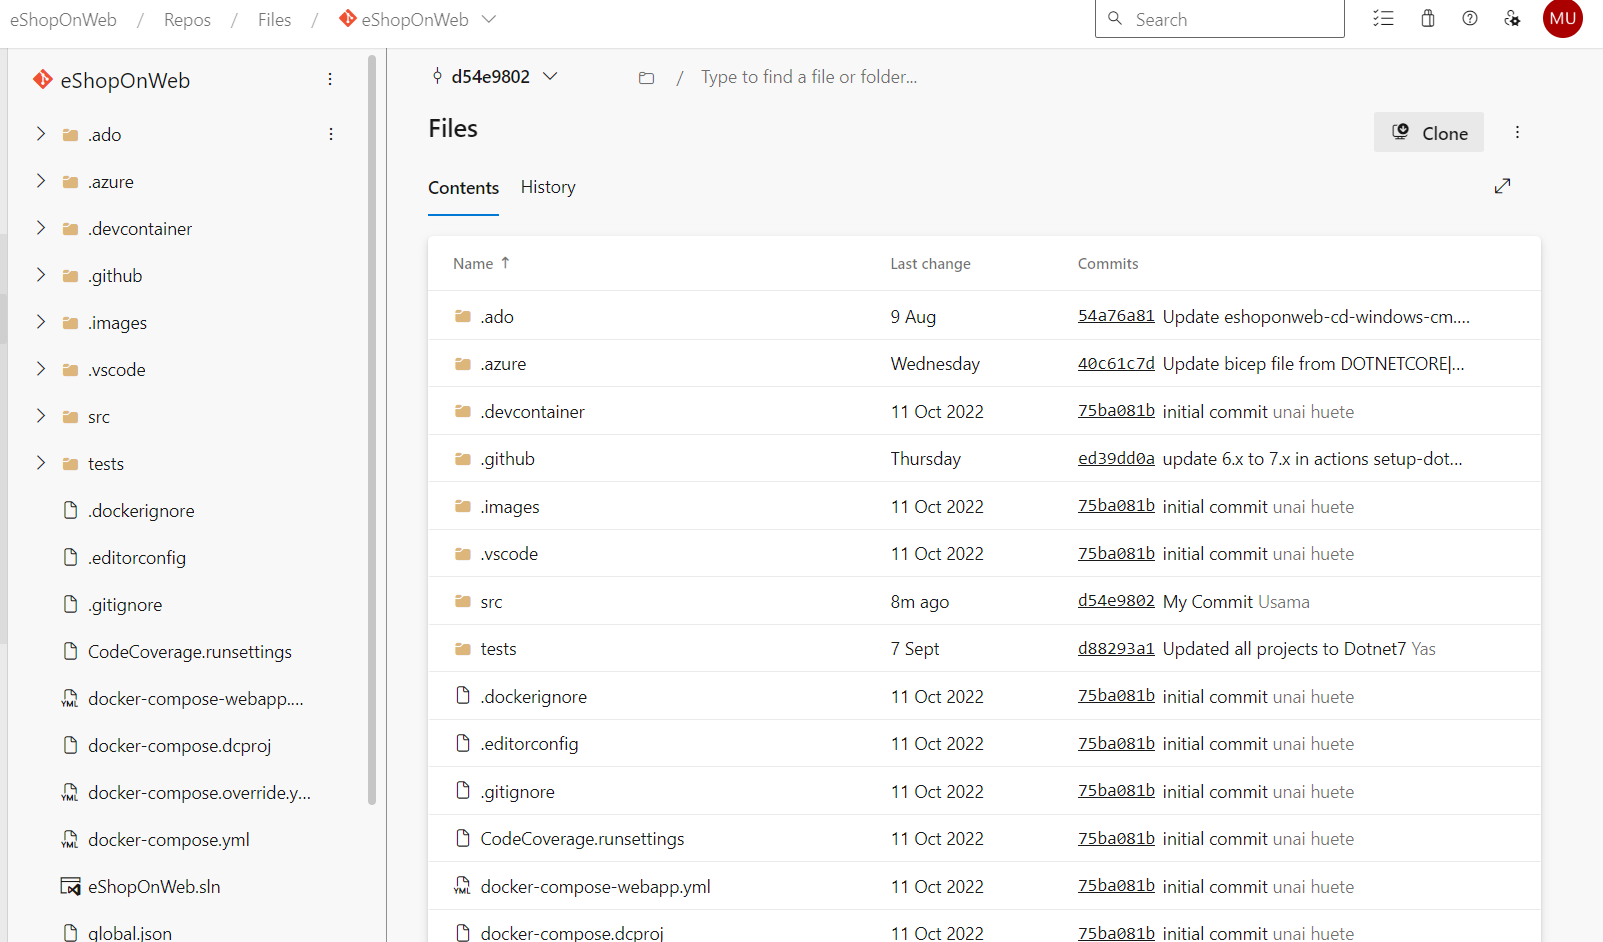 eShopOnWeb / Repos / Files / eShopOnWeb
Search
MU
eShopOnWeb
.ado
.azure
.devcontainer
.github
.images
.vscode
src
tests
.dockerignore
.editorconfig
.gitignore
CodeCoverage.runsettings
YML docker-compose-webapp....
docker-compose.dcproj
YML docker-compose.override.y...
YML docker-compose.yml
eShopOnWeb.sln
global.json
d54e9802 / Type to find a file or folder...
Files
Clone
Contents History
Name ↑ Last change Commits
.ado 9 Aug 54a76a81 Update eshoponweb-cd-windows-cm....
.azure Wednesday 40c61c7d Update bicep file from DOTNETCORE|...
.devcontainer 11 Oct 2022 75ba081b initial commit unai huete
.github Thursday ed39dd0a update 6.x to 7.x in actions setup-dot...
.images 11 Oct 2022 75ba081b initial commit unai huete
.vscode 11 Oct 2022 75ba081b initial commit unai huete
src 8m ago d54e9802 My Commit Usama
tests 7 Sept d88293a1 Updated all projects to Dotnet7 Yas
.dockerignore 11 Oct 2022 75ba081b initial commit unai huete
.editorconfig 11 Oct 2022 75ba081b initial commit unai huete
.gitignore 11 Oct 2022 75ba081b initial commit unai huete
CodeCoverage.runsettings 11 Oct 2022 75ba081b initial commit unai huete
YML docker-compose-webapp.yml 11 Oct 2022 75ba081b initial commit unai huete
docker-compose.dcproj 11 Oct 2022 75ba081b initial commit unai huete